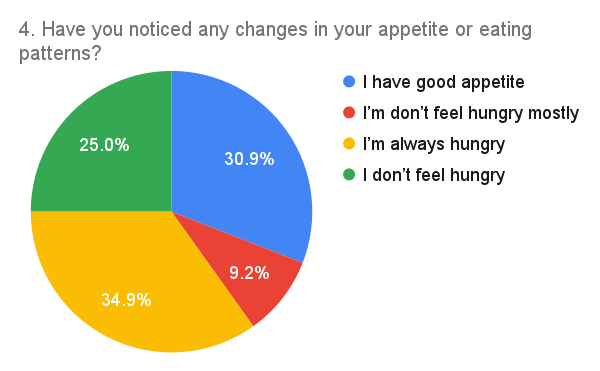 4. Have you noticed any changes in your appetite or eating
patterns?
I have good appetite
I’m don’t feel hungry mostly
I’m always hungry
I don’t feel hungry
25.0%
30.9%
9.2%
34.9%